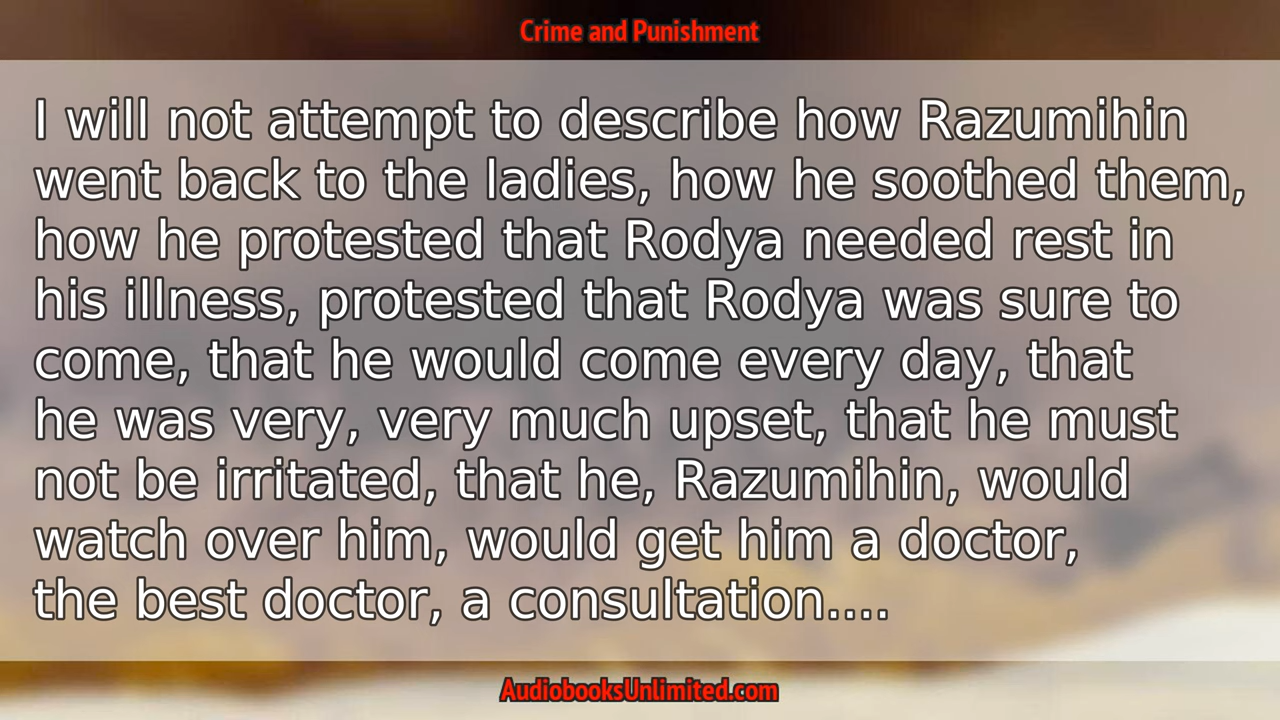 Crime and Punishment
I will not attempt to describe how Razumihin
went back to the ladies, how he soothed them,
how he protested that Rodya needed rest in
his illness, protested that Rodya was sure to
come, that he would come every day, that
he was very, very much upset, that he must
not be irritated, that he, Razumihin, would
watch over him, would get him a doctor,
the best doctor, a consultation....
AudiobooksUnlimited.com